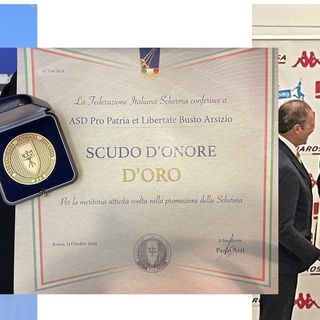 La Federazione Italiana Scherma conferisce a
ASD Pro Patria et Libertate Busto Arsizio
SCUDO D'ONORE
D'ORO
Per la meritoria attività svolta nella promozione della Scherma
Roma, 13 Ottobre 2024
Il Presidente
Paolo Azzi